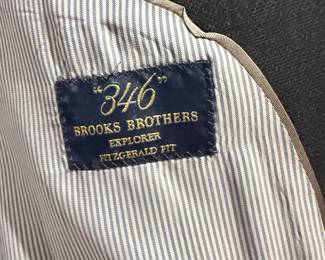 "346"
BROOKS BROTHERS
EXPLORER
FITZGERALD FIT